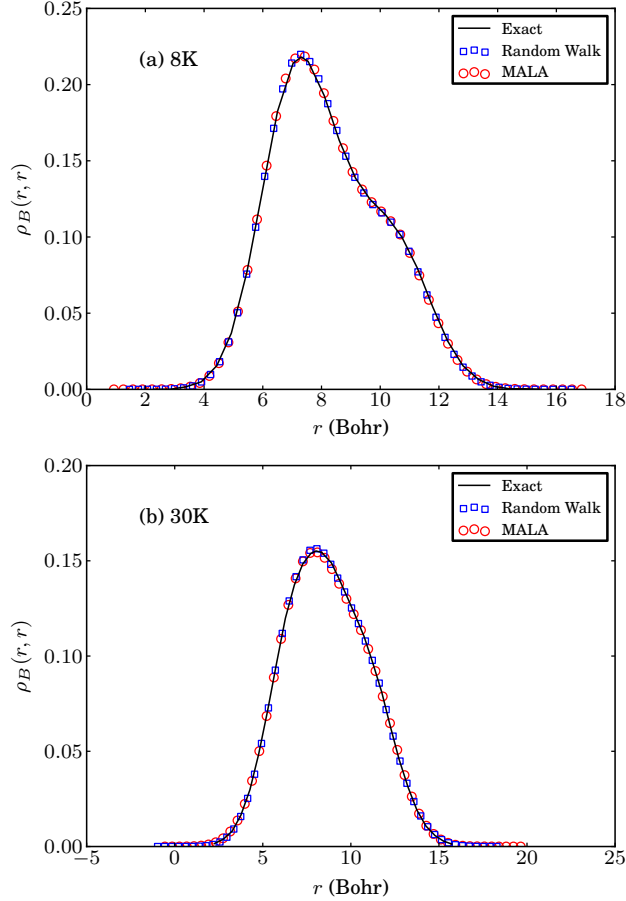 0.25
0.20
0.15
0.10
0.05
0.00
ρ_B(r, r)
(a) 8K
Exact
Random Walk
MALA
0 2 4 6 8 10 12 14 16 18
r (Bohr)
0.20
0.15
0.10
0.05
0.00
ρ_B(r, r)
(b) 30K
Exact
Random Walk
MALA
−5 0 5 10 15 20 25
r (Bohr)